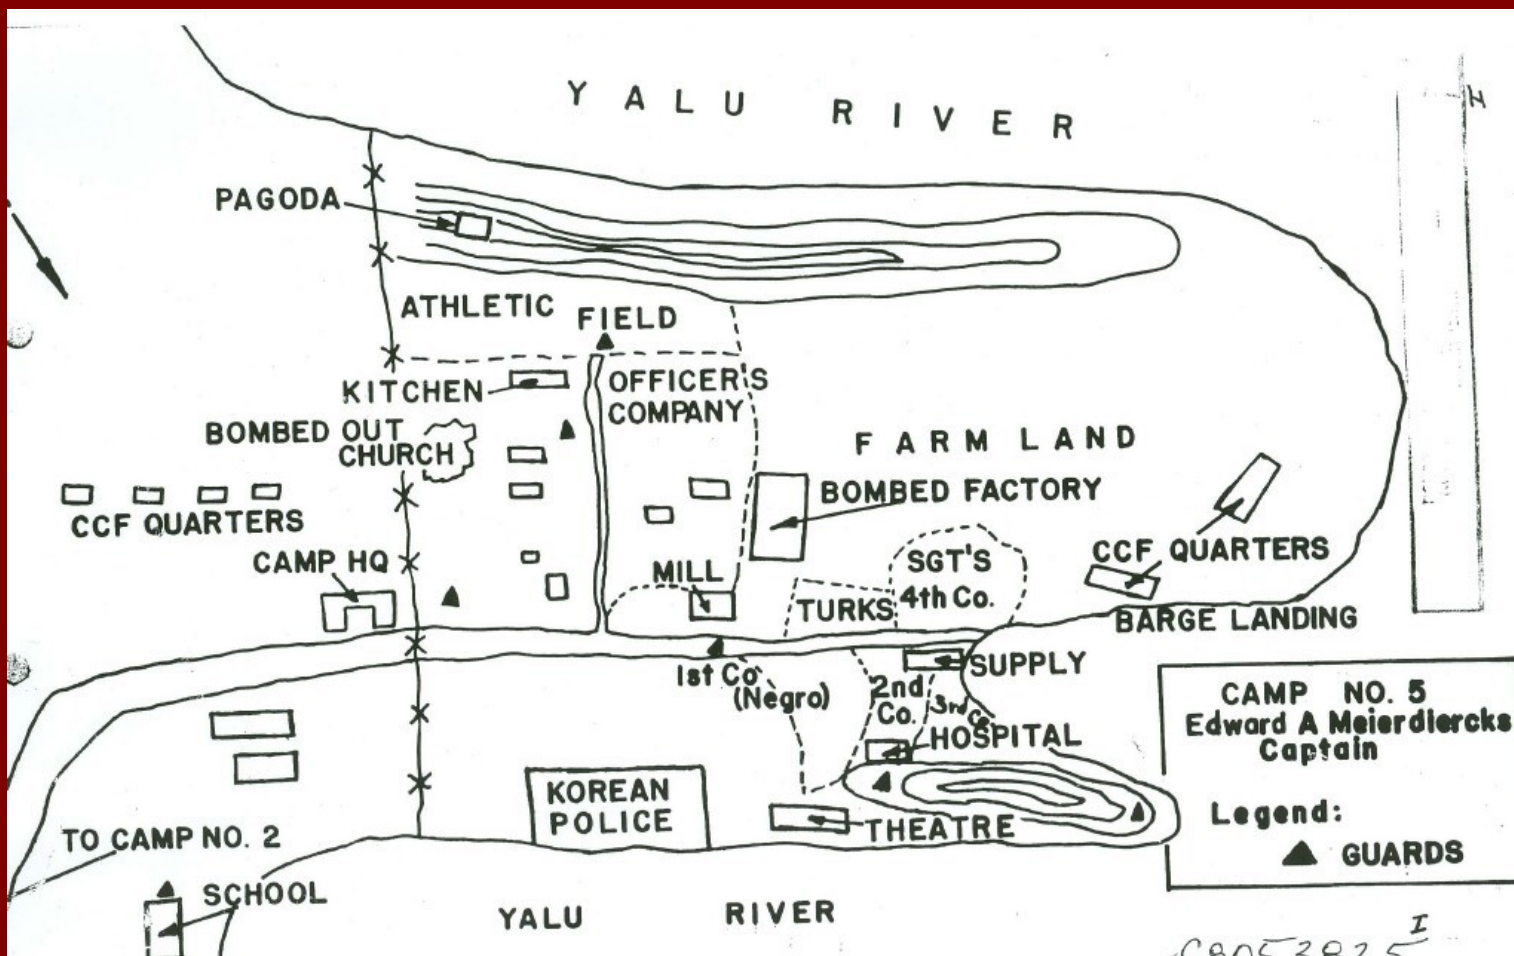 YALU RIVER
N
PAGODA
ATHLETIC FIELD
KITCHEN
OFFICER'S
COMPANY
BOMBED OUT
CHURCH
FARM LAND
BOMBED FACTORY
CCF QUARTERS
CAMP HQ
MILL
SGT'S
4th Co.
TURKS
CCF QUARTERS
BARGE LANDING
1st Co
(Negro)
2nd
Co.
3rd Co.
SUPPLY
HOSPITAL
CAMP NO. 5
Edward A Meierdiercks
Captain
Legend:
GUARDS
KOREAN
POLICE
THEATRE
TO CAMP NO. 2
SCHOOL
YALU RIVER
I